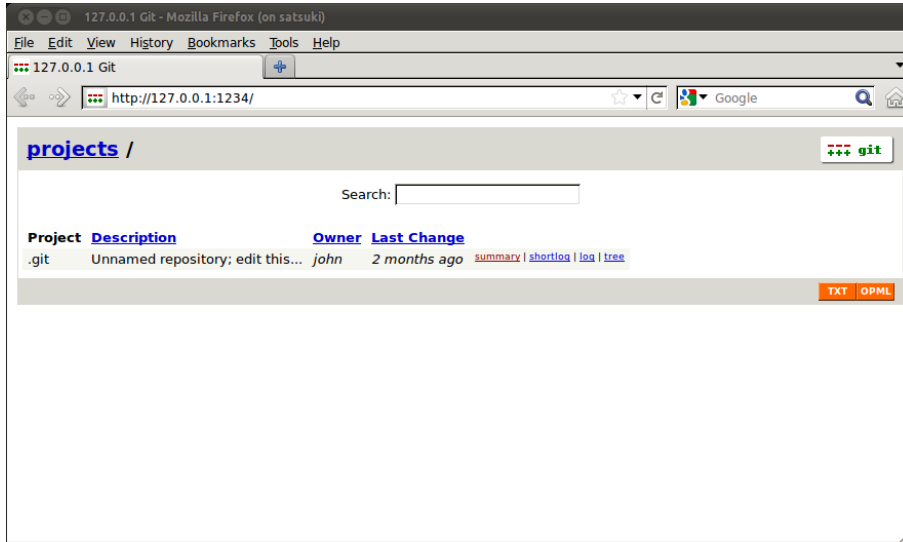 127.0.0.1 Git - Mozilla Firefox (on satsuki)
File Edit View History Bookmarks Tools Help
127.0.0.1 Git
http://127.0.0.1:1234/ Google
projects / git
Search:
Project Description Owner Last Change
.git Unnamed repository; edit this... john 2 months ago summary | shortlog | log | tree
TXT OPML